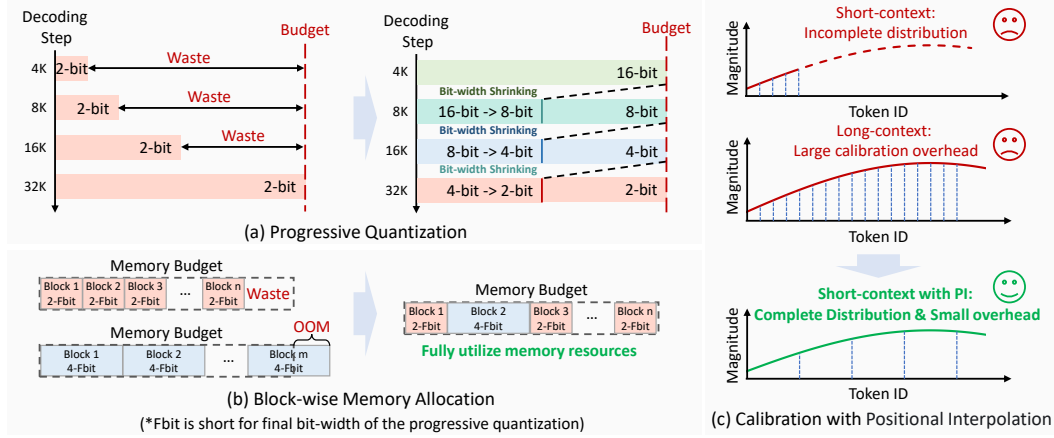 Decoding
Step
Budget
4K
2-bit
Waste
8K
2-bit
Waste
16K
2-bit
Waste
32K
2-bit
Decoding
Step
Budget
4K
16-bit
Bit-width Shrinking
8K
16-bit -> 8-bit
8-bit
Bit-width Shrinking
16K
8-bit -> 4-bit
4-bit
Bit-width Shrinking
32K
4-bit -> 2-bit
2-bit
(a) Progressive Quantization
Memory Budget
Block 1
2-Fbit
Block 2
2-Fbit
Block 3
2-Fbit
...
Block n
2-Fbit
Waste
Memory Budget
OOM
Block 1
4-Fbit
Block 2
4-Fbit
...
Block m
4-Fbit
Memory Budget
Block 1
2-Fbit
Block 2
4-Fbit
Block 3
2-Fbit
...
Block n
2-Fbit
Fully utilize memory resources
(b) Block-wise Memory Allocation
(*Fbit is short for final bit-width of the progressive quantization)
Short-context:
Incomplete distribution
Magnitude
Token ID
Long-context:
Large calibration overhead
Magnitude
Token ID
Short-context with PI:
Complete Distribution & Small overhead
Magnitude
Token ID
(c) Calibration with Positional Interpolation